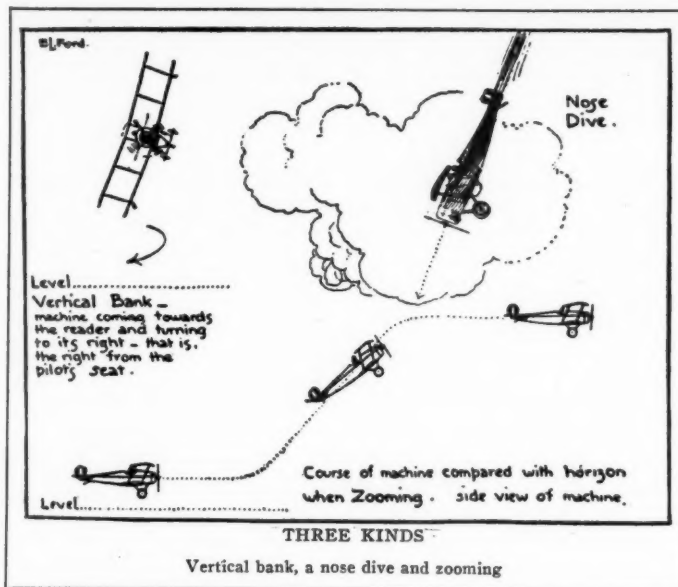 E.L.Ford.
Nose
Dive.
Level
Vertical Bank –
machine coming towards
the reader and turning
to its right – that is,
the right from the
pilot's seat.
Course of machine compared with horizon
when Zooming. side view of machine.
Level
THREE KINDS
Vertical bank, a nose dive and zooming